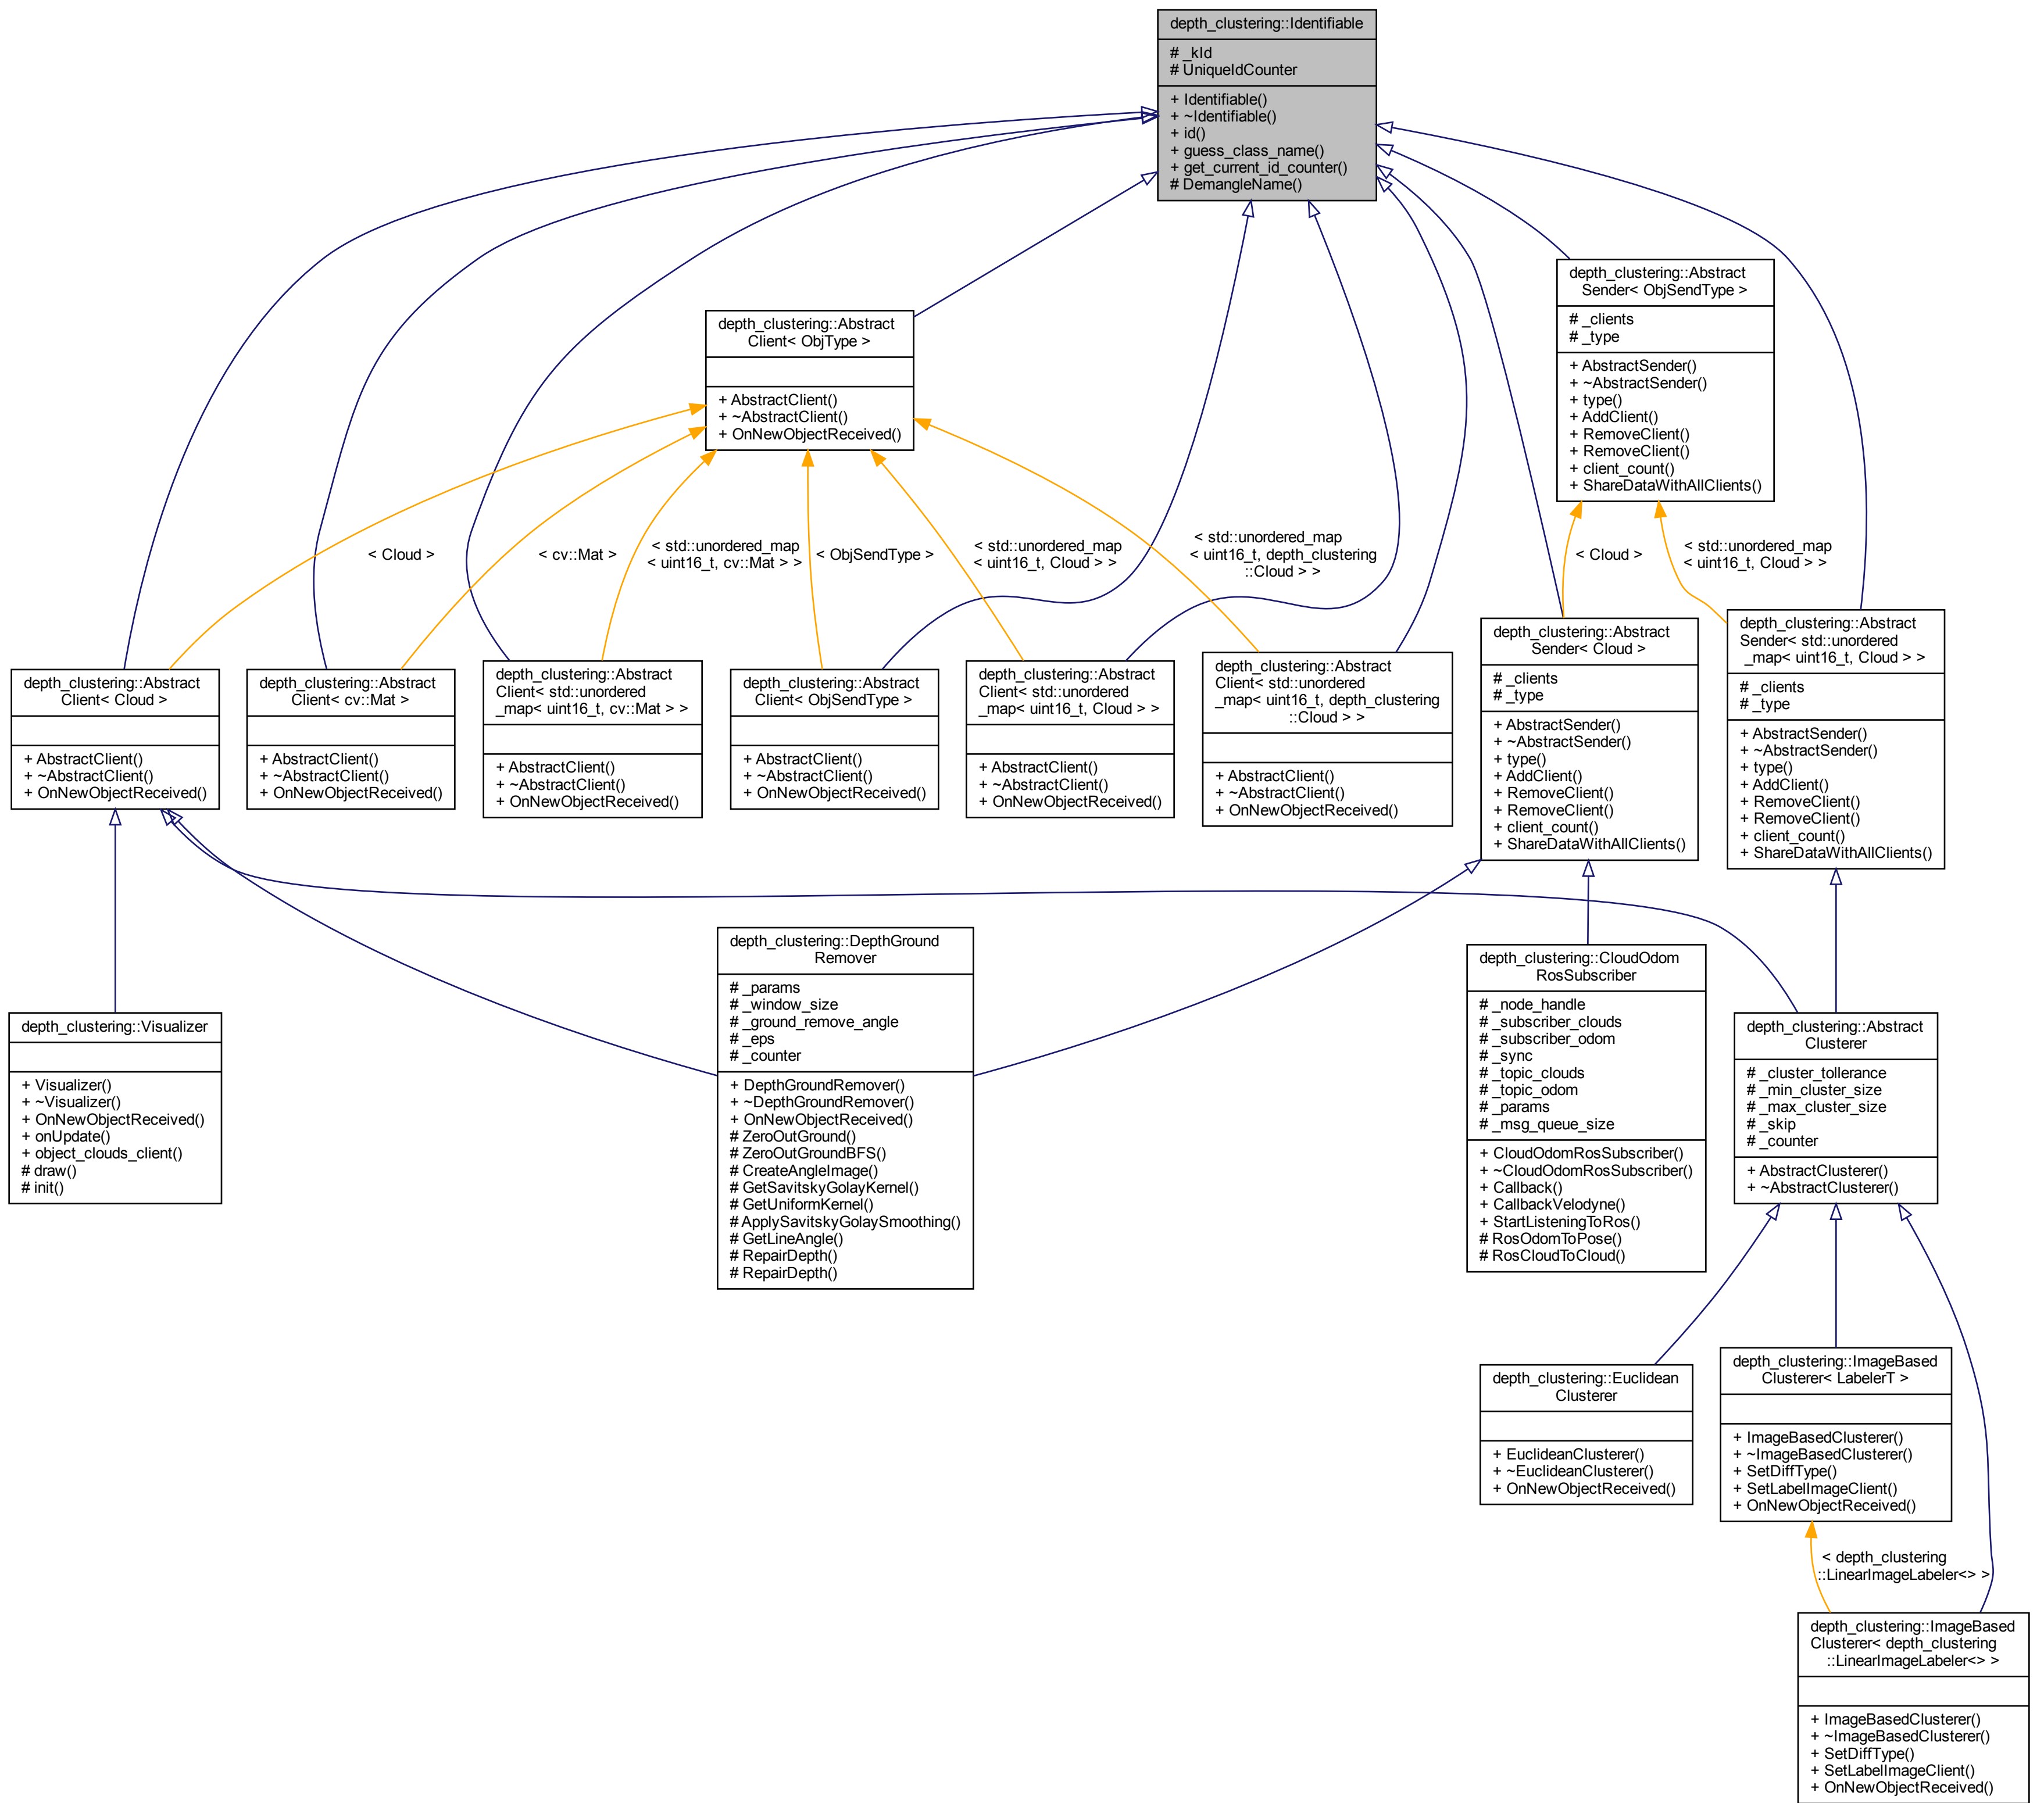 depth_clustering::Identifiable
# _kId
# UniqueIdCounter
+ Identifiable()
+ ~Identifiable()
+ id()
+ guess_class_name()
+ get_current_id_counter()
# DemangleName()
depth_clustering::Abstract
Sender< ObjSendType >
# _clients
# _type
+ AbstractSender()
+ ~AbstractSender()
+ type()
+ AddClient()
+ RemoveClient()
+ RemoveClient()
+ client_count()
+ ShareDataWithAllClients()
depth_clustering::Abstract
Client< ObjType >
+ AbstractClient()
+ ~AbstractClient()
+ OnNewObjectReceived()
< Cloud >
< cv::Mat >
< std::unordered_map
< uint16_t, cv::Mat > >
< ObjSendType >
< std::unordered_map
< uint16_t, Cloud > >
< std::unordered_map
< uint16_t, depth_clustering
::Cloud > >
< Cloud >
< std::unordered_map
< uint16_t, Cloud > >
depth_clustering::Abstract
Client< Cloud >
+ AbstractClient()
+ ~AbstractClient()
+ OnNewObjectReceived()
depth_clustering::Abstract
Client< cv::Mat >
+ AbstractClient()
+ ~AbstractClient()
+ OnNewObjectReceived()
depth_clustering::Abstract
Client< std::unordered
_map< uint16_t, cv::Mat > >
+ AbstractClient()
+ ~AbstractClient()
+ OnNewObjectReceived()
depth_clustering::Abstract
Client< ObjSendType >
+ AbstractClient()
+ ~AbstractClient()
+ OnNewObjectReceived()
depth_clustering::Abstract
Client< std::unordered
_map< uint16_t, Cloud > >
+ AbstractClient()
+ ~AbstractClient()
+ OnNewObjectReceived()
depth_clustering::Abstract
Client< std::unordered
_map< uint16_t, depth_clustering
::Cloud > >
+ AbstractClient()
+ ~AbstractClient()
+ OnNewObjectReceived()
depth_clustering::Abstract
Sender< Cloud >
# _clients
# _type
+ AbstractSender()
+ ~AbstractSender()
+ type()
+ AddClient()
+ RemoveClient()
+ RemoveClient()
+ client_count()
+ ShareDataWithAllClients()
depth_clustering::Abstract
Sender< std::unordered
_map< uint16_t, Cloud > >
# _clients
# _type
+ AbstractSender()
+ ~AbstractSender()
+ type()
+ AddClient()
+ RemoveClient()
+ RemoveClient()
+ client_count()
+ ShareDataWithAllClients()
depth_clustering::Visualizer
+ Visualizer()
+ ~Visualizer()
+ OnNewObjectReceived()
+ onUpdate()
+ object_clouds_client()
# draw()
# init()
depth_clustering::DepthGround
Remover
# _params
# _window_size
# _ground_remove_angle
# _eps
# _counter
+ DepthGroundRemover()
+ ~DepthGroundRemover()
+ OnNewObjectReceived()
# ZeroOutGround()
# ZeroOutGroundBFS()
# CreateAngleImage()
# GetSavitskyGolayKernel()
# GetUniformKernel()
# ApplySavitskyGolaySmoothing()
# GetLineAngle()
# RepairDepth()
# RepairDepth()
depth_clustering::CloudOdom
RosSubscriber
# _node_handle
# _subscriber_clouds
# _subscriber_odom
# _sync
# _topic_clouds
# _topic_odom
# _params
# _msg_queue_size
+ CloudOdomRosSubscriber()
+ ~CloudOdomRosSubscriber()
+ Callback()
+ CallbackVelodyne()
+ StartListeningToRos()
# RosOdomToPose()
# RosCloudToCloud()
depth_clustering::Abstract
Clusterer
# _cluster_tollerance
# _min_cluster_size
# _max_cluster_size
# _skip
# _counter
+ AbstractClusterer()
+ ~AbstractClusterer()
depth_clustering::Euclidean
Clusterer
+ EuclideanClusterer()
+ ~EuclideanClusterer()
+ OnNewObjectReceived()
depth_clustering::ImageBased
Clusterer< LabelerT >
+ ImageBasedClusterer()
+ ~ImageBasedClusterer()
+ SetDiffType()
+ SetLabelImageClient()
+ OnNewObjectReceived()
< depth_clustering
::LinearImageLabeler<> >
depth_clustering::ImageBased
Clusterer< depth_clustering
::LinearImageLabeler<> >
+ ImageBasedClusterer()
+ ~ImageBasedClusterer()
+ SetDiffType()
+ SetLabelImageClient()
+ OnNewObjectReceived()